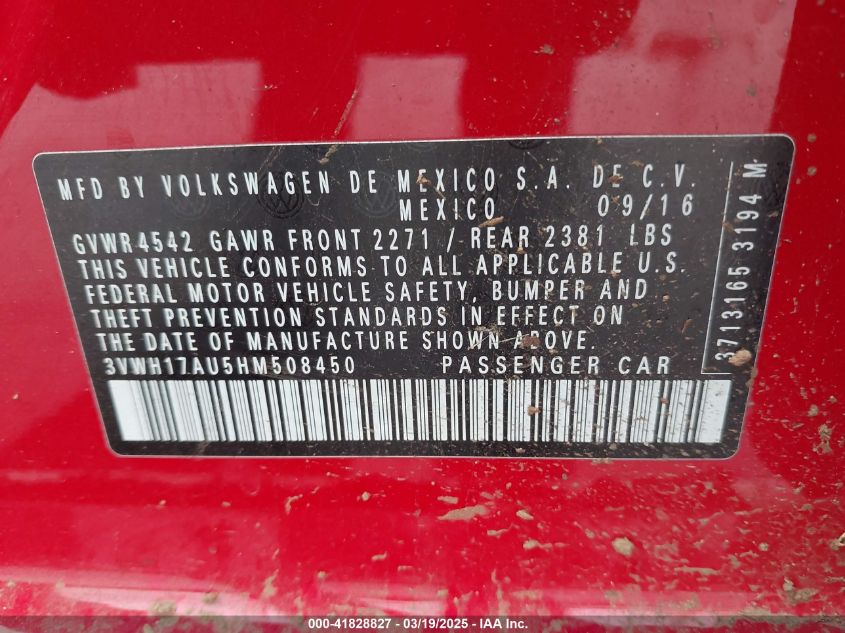 MFD BY VOLKSWAGEN DE MEXICO S.A. DE C.V.
MEXICO 09/16
GVWR 4542 GAWR FRONT 2271 / REAR 2381 LBS
THIS VEHICLE CONFORMS TO ALL APPLICABLE U.S.
FEDERAL MOTOR VEHICLE SAFETY, BUMPER AND
THEFT PREVENTION STANDARDS IN EFFECT ON
THE DATE OF MANUFACTURE SHOWN ABOVE.
3VWH17AU5HM508450 PASSENGER CAR
3713165 3194 M
000-41828827 - 03/19/2025 - IAA Inc.